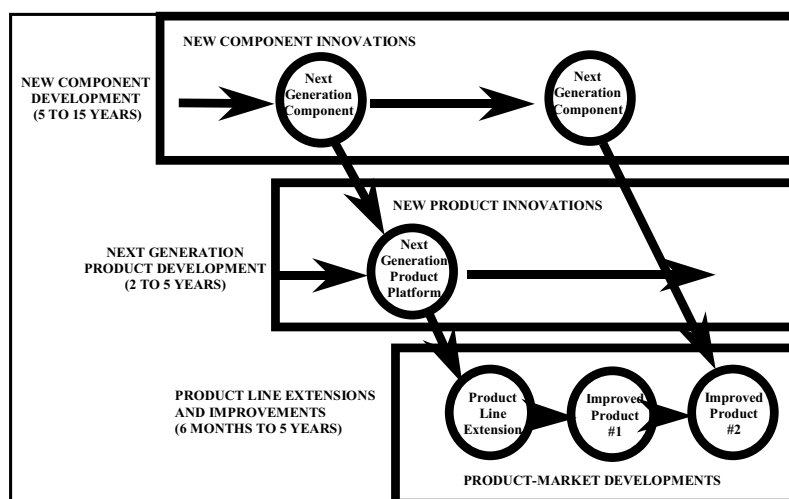 NEW COMPONENT INNOVATIONS
NEW COMPONENT
DEVELOPMENT
(5 TO 15 YEARS)
Next
Generation
Component
Next
Generation
Component
NEW PRODUCT INNOVATIONS
NEXT GENERATION
PRODUCT DEVELOPMENT
(2 TO 5 YEARS)
Next
Generation
Product
Platform
PRODUCT LINE EXTENSIONS
AND IMPROVEMENTS
(6 MONTHS TO 5 YEARS)
Product
Line
Extension
Improved
Product
#1
Improved
Product
#2
PRODUCT-MARKET DEVELOPMENTS